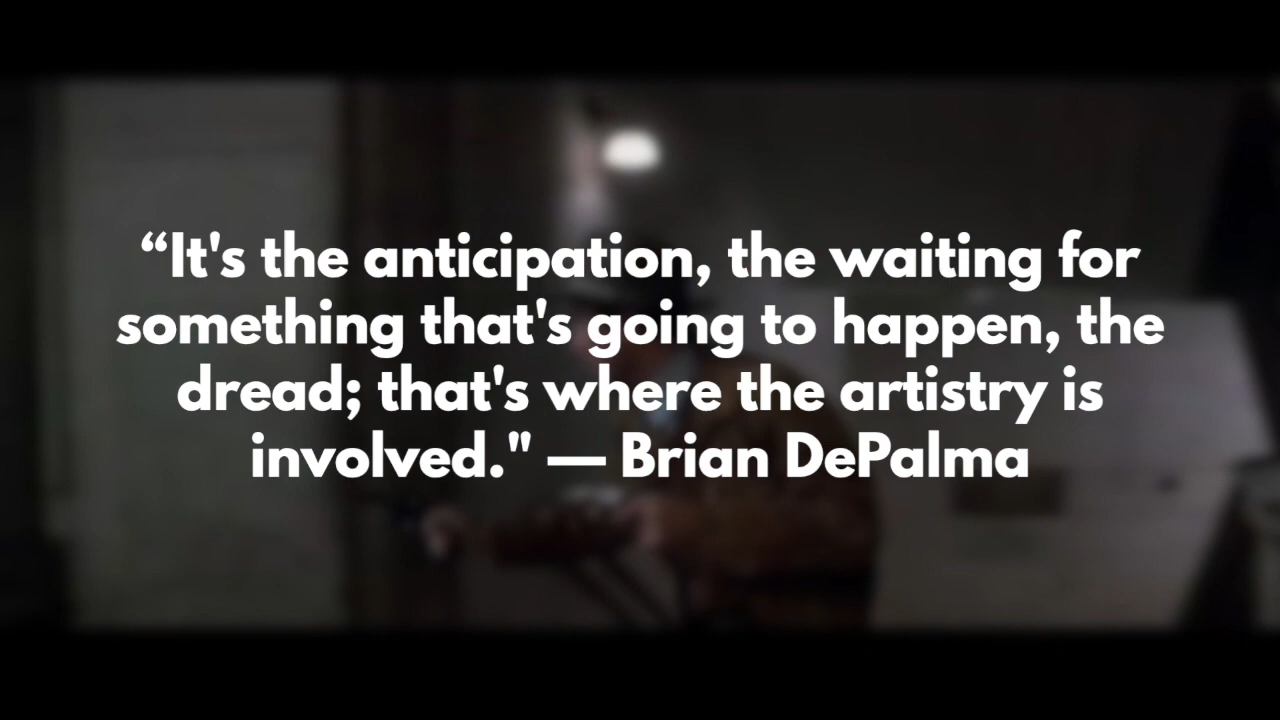 “It's the anticipation, the waiting for
something that's going to happen, the
dread; that's where the artistry is
involved." — Brian DePalma